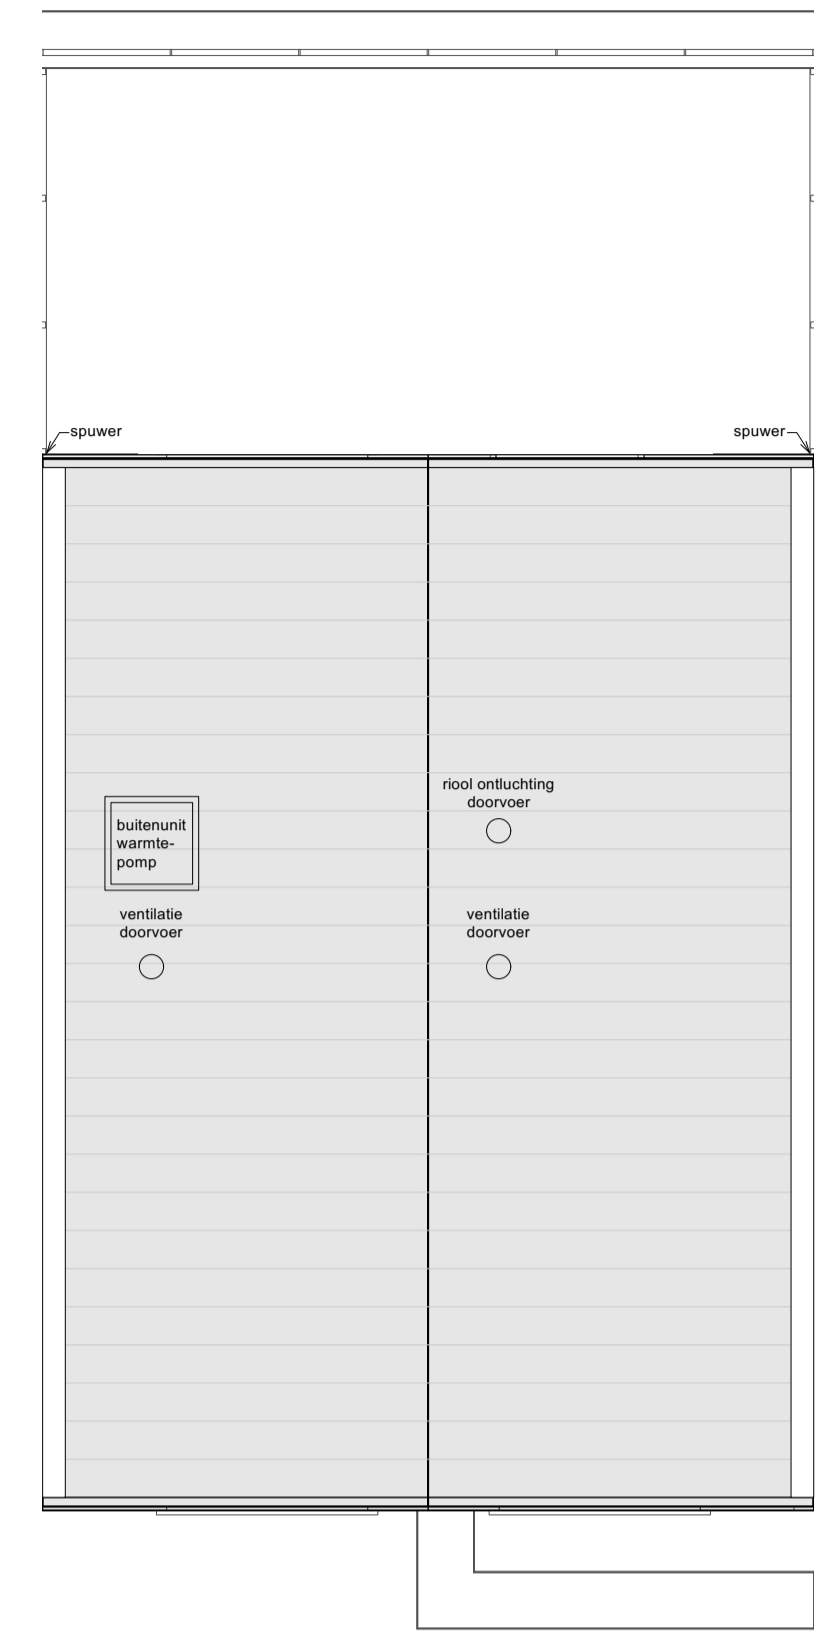 spuwer
spuwer
riool ontluchting
doorvoer
buitenunit
warmte-
pomp
ventilatie
doorvoer
ventilatie
doorvoer